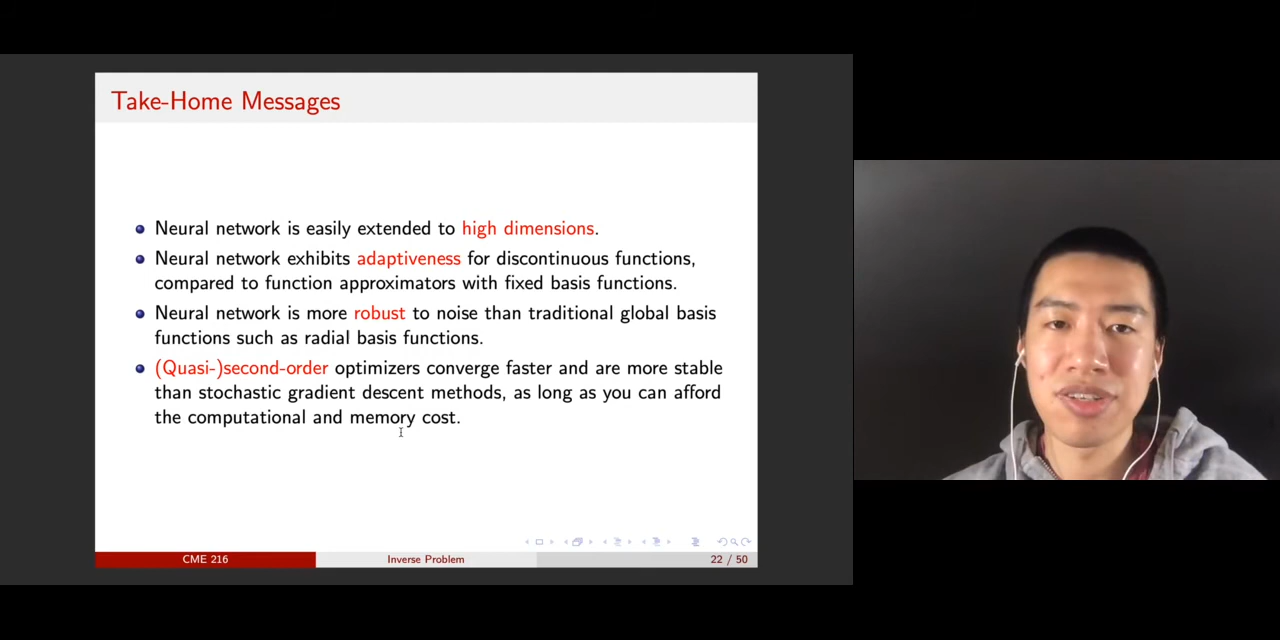 Take-Home Messages
Neural network is easily extended to high dimensions.
Neural network exhibits adaptiveness for discontinuous functions,
compared to function approximators with fixed basis functions.
Neural network is more robust to noise than traditional global basis
functions such as radial basis functions.
(Quasi-)second-order optimizers converge faster and are more stable
than stochastic gradient descent methods, as long as you can afford
the computational and memory cost.
CME 216
Inverse Problem
22 / 50